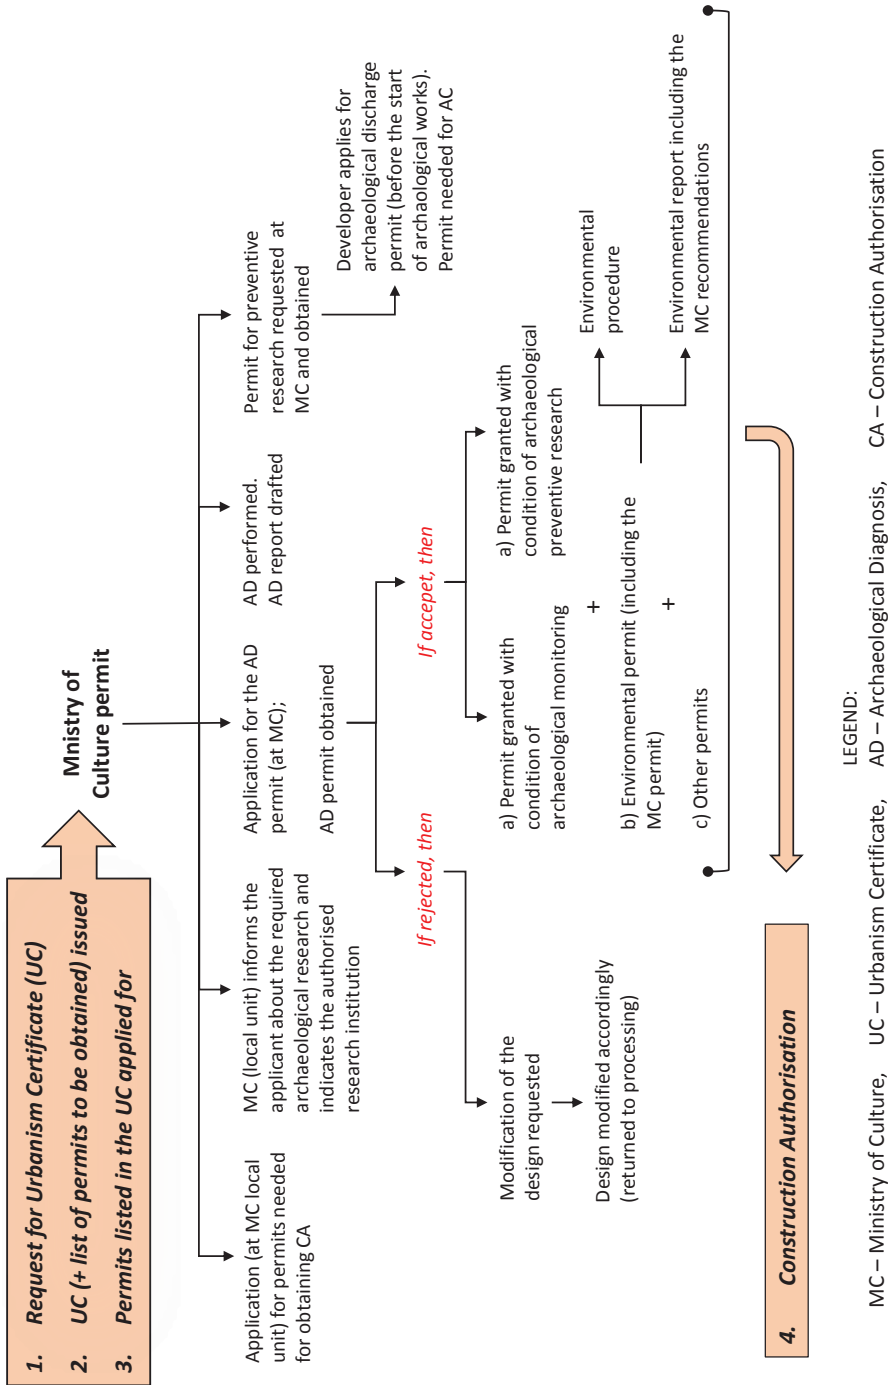 1. Request for Urbanism Certificate (UC)
2. UC (+ list of permits to be obtained) issued
3. Permits listed in the UC applied for
Mnistry of
Culture permit
Application (at MC local
unit) for permits needed
for obtaining CA
MC (local unit) informs the
applicant about the required
archaeological research and
indicates the authorised
research institution
Application for the AD
permit (at MC);
AD permit obtained
AD performed.
AD report drafted
Permit for preventive
research requested at
MC and obtained
Developer applies for
archaeological discharge
permit (before the start
of archaological works).
Permit needed for AC
If rejected, then
If accepet, then
Modification of the
design requested
Design modified accordingly
(returned to processing)
a) Permit granted with
condition of
archaeological monitoring
a) Permit granted with
condition of archaeological
preventive research
+
b) Environmental permit (including the
MC permit)
+
c) Other permits
Environmental
procedure
Environmental report including the
MC recommendations
4. Construction Authorisation
LEGEND:
MC – Ministry of Culture, UC – Urbanism Certificate, AD – Archaeological Diagnosis, CA – Construction Authorisation